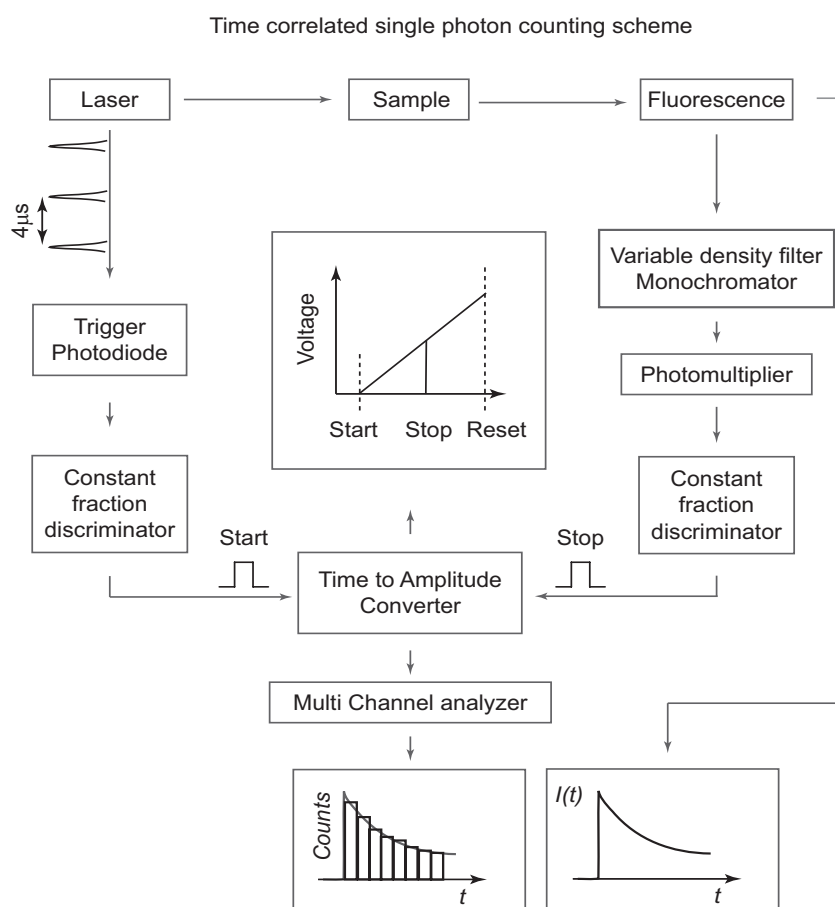 Time correlated single photon counting scheme
Laser
Sample
Fluorescence
4µs
Variable density filter
Monochromator
Trigger
Photodiode
Voltage
Start
Stop
Reset
Photomultiplier
Constant
fraction
discriminator
Constant
fraction
discriminator
Start
Stop
Time to Amplitude
Converter
Multi Channel analyzer
Counts
t
I(t)
t